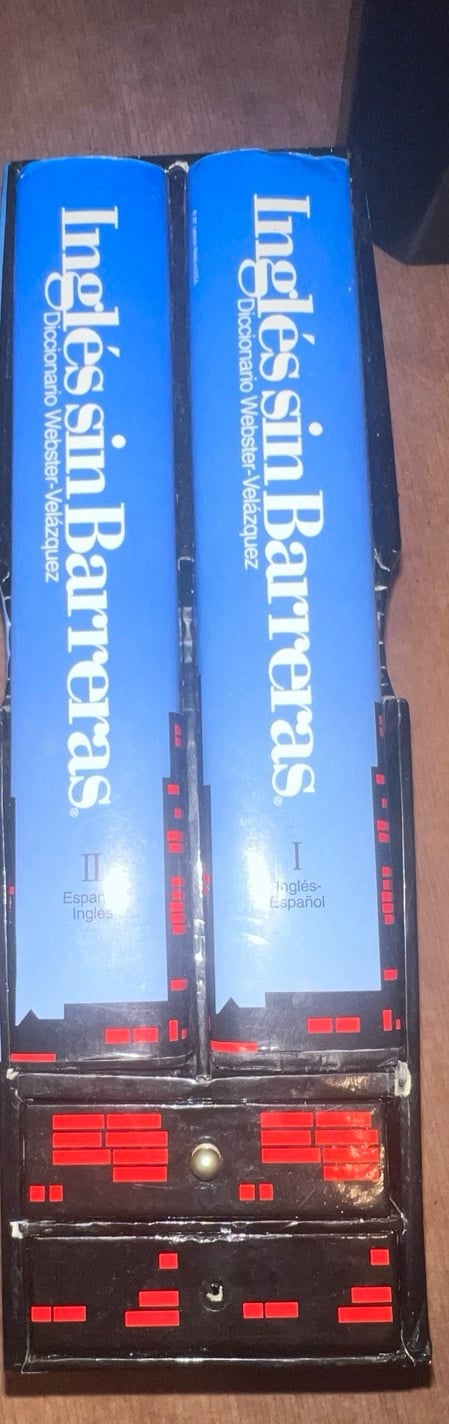 Inglés sin Barreras®
Diccionario Webster-Velázquez
II
Inglés
Inglés sin Barreras®
Diccionario Webster-Velázquez
I
Inglés-
Español